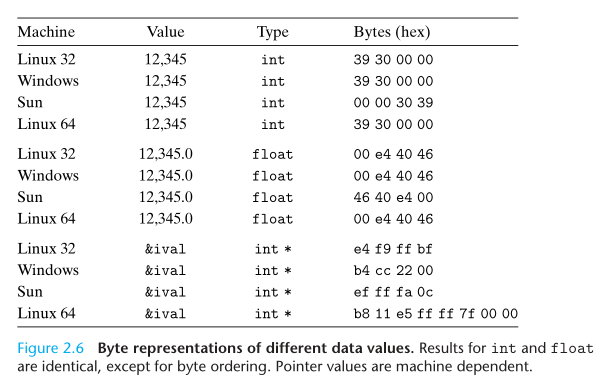 Machine Value Type Bytes (hex)
Linux 32 12,345 int 39 30 00 00
Windows 12,345 int 39 30 00 00
Sun 12,345 int 00 00 30 39
Linux 64 12,345 int 39 30 00 00
Linux 32 12,345.0 float 00 e4 40 46
Windows 12,345.0 float 00 e4 40 46
Sun 12,345.0 float 46 40 e4 00
Linux 64 12,345.0 float 00 e4 40 46
Linux 32 &ival int * e4 f9 ff bf
Windows &ival int * b4 cc 22 00
Sun &ival int * ef ff fa 0c
Linux 64 &ival int * b8 11 e5 ff ff 7f 00 00
Figure 2.6 Byte representations of different data values. Results for int and float
are identical, except for byte ordering. Pointer values are machine dependent.